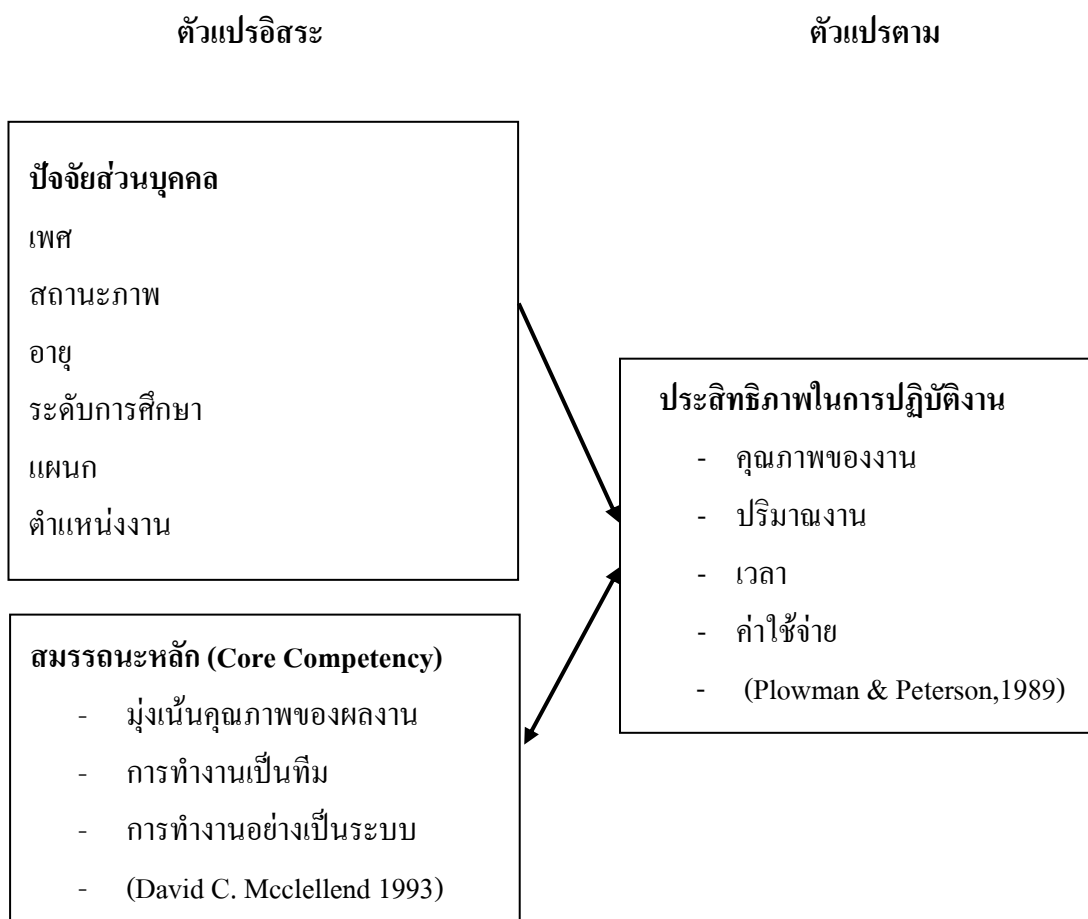 ตัวแปรอิสระ
ตัวแปรตาม
ปัจจัยส่วนบุคคล
เพศ
สถานะภาพ
อายุ
ระดับการศึกษา
แผนก
ตำแหน่งงาน
สมรรถนะหลัก (Core Competency)
- มุ่งเน้นคุณภาพของผลงาน
- การทำงานเป็นทีม
- การทำงานอย่างเป็นระบบ
- (David C. Mcclellend 1993)
ประสิทธิภาพในการปฏิบัติงาน
- คุณภาพของงาน
- ปริมาณงาน
- เวลา
- ค่าใช้จ่าย
- (Plowman & Peterson,1989)